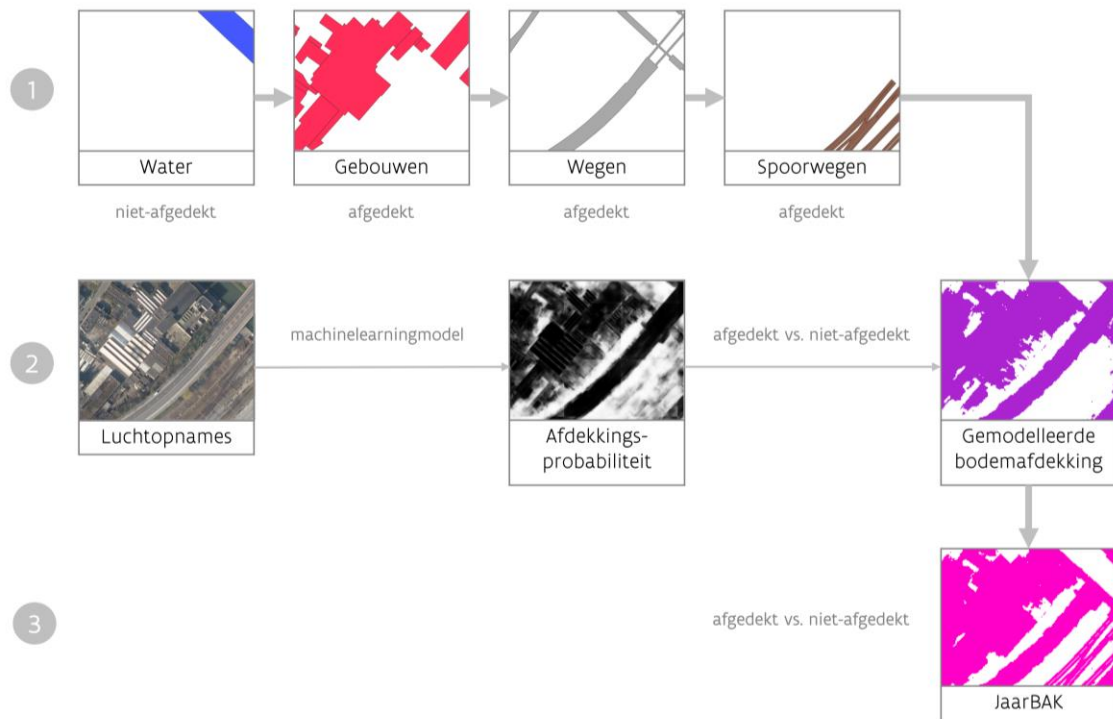 1
Water
Gebouwen
Wegen
Spoorwegen
niet-afgedekt
afgedekt
afgedekt
afgedekt
2
machinelearningmodel
afgedekt vs. niet-afgedekt
Luchtopnames
Afdekkings-
probabiliteit
Gemodelleerde
bodemafdekking
3
afgedekt vs. niet-afgedekt
JaarBAK